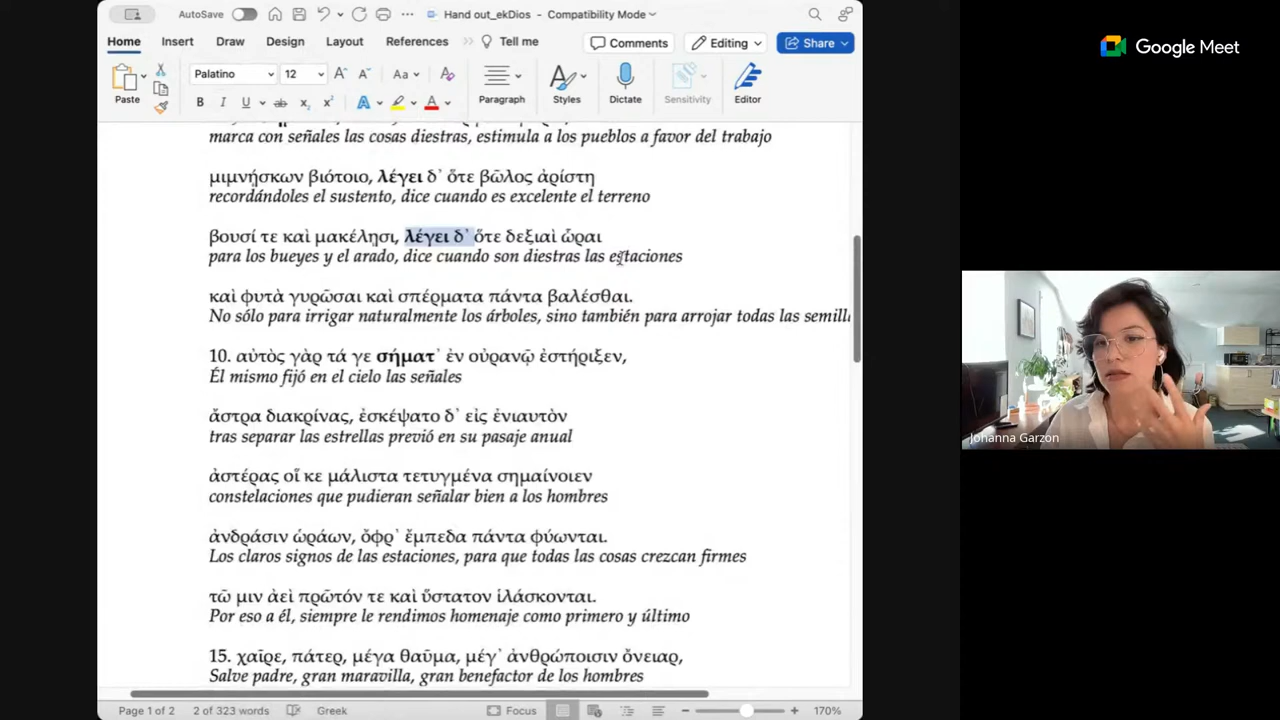 AutoSave
Hand out_ekDios - Compatibility Mode
Google Meet
Home Insert Draw Design Layout References Tell me Comments Editing Share
Palatino 12
Paste Paragraph Styles Dictate Sensitivity Editor
marca con señales las cosas diestras, estimula a los pueblos a favor del trabajo
μιμνήσκων βιότοιο, λέγει δ᾽ ὅτε βῶλος ἀρίστη
recordándoles el sustento, dice cuando es excelente el terreno
βουσί τε καὶ μακέλῃσι, λέγει δ᾽ ὅτε δεξιαὶ ὧραι
para los bueyes y el arado, dice cuando son diestras las estaciones
καὶ φυτὰ γυρῶσαι καὶ σπέρματα πάντα βαλέσθαι.
No sólo para irrigar naturalmente los árboles, sino también para arrojar todas las semill
10. αὐτὸς γὰρ τά γε σήματ᾽ ἐν οὐρανῷ ἐστήριξεν,
Él mismo fijó en el cielo las señales
ἄστρα διακρίνας, ἐσκέψατο δ᾽ εἰς ἐνιαυτὸν
tras separar las estrellas previó en su pasaje anual
ἀστέρας οἵ κε μάλιστα τετυγμένα σημαίνοιεν
constelaciones que pudieran señalar bien a los hombres
ἀνδράσιν ὡράων, ὄφρ᾽ ἔμπεδα πάντα φύωνται.
Los claros signos de las estaciones, para que todas las cosas crezcan firmes
τῶ μιν ἀεὶ πρῶτόν τε καὶ ὕστατον ἱλάσκονται.
Por eso a él, siempre le rendimos homenaje como primero y último
15. χαῖρε, πάτερ, μέγα θαῦμα, μέγ᾽ ἀνθρώποισιν ὄνειαρ,
Salve padre, gran maravilla, gran benefactor de los hombres
Johanna Garzon
Page 1 of 2 2 of 323 words Greek Focus 170%